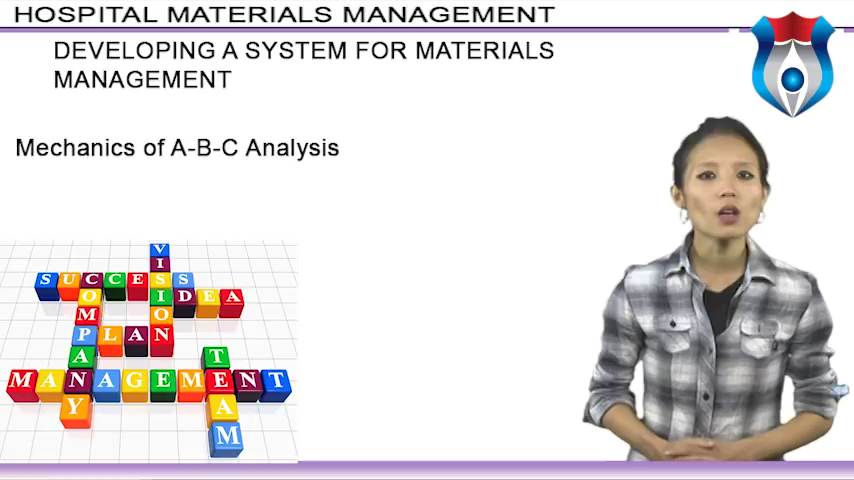 HOSPITAL MATERIALS MANAGEMENT
DEVELOPING A SYSTEM FOR MATERIALS
MANAGEMENT
Mechanics of A-B-C Analysis
VISION
SUCCESS
COMPANY
IDEA
PLAN
TEAM
MANAGEMENT